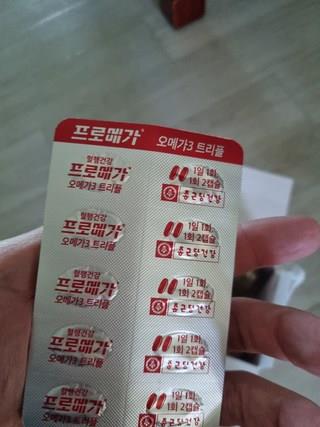 프로메가 오메가3 트리플
혈행건강
프로메가
오메가3 트리플
1일 1회
1회 2캡슐
종근당건강
혈행건강
프로메가
오메가3 트리플
1일 1회
1회 2캡슐
종근당건강
혈행건강
프로메가
오메가3 트리플
1일 1회
1회 2캡슐
종근당건강
혈행건강
프로메가
오메가3 트리플
1일 1회
1회 2캡슐
종근당건강
혈행건강
프로메가
오메가3 트리플
1일 1회
1회 2캡슐
종근당건강